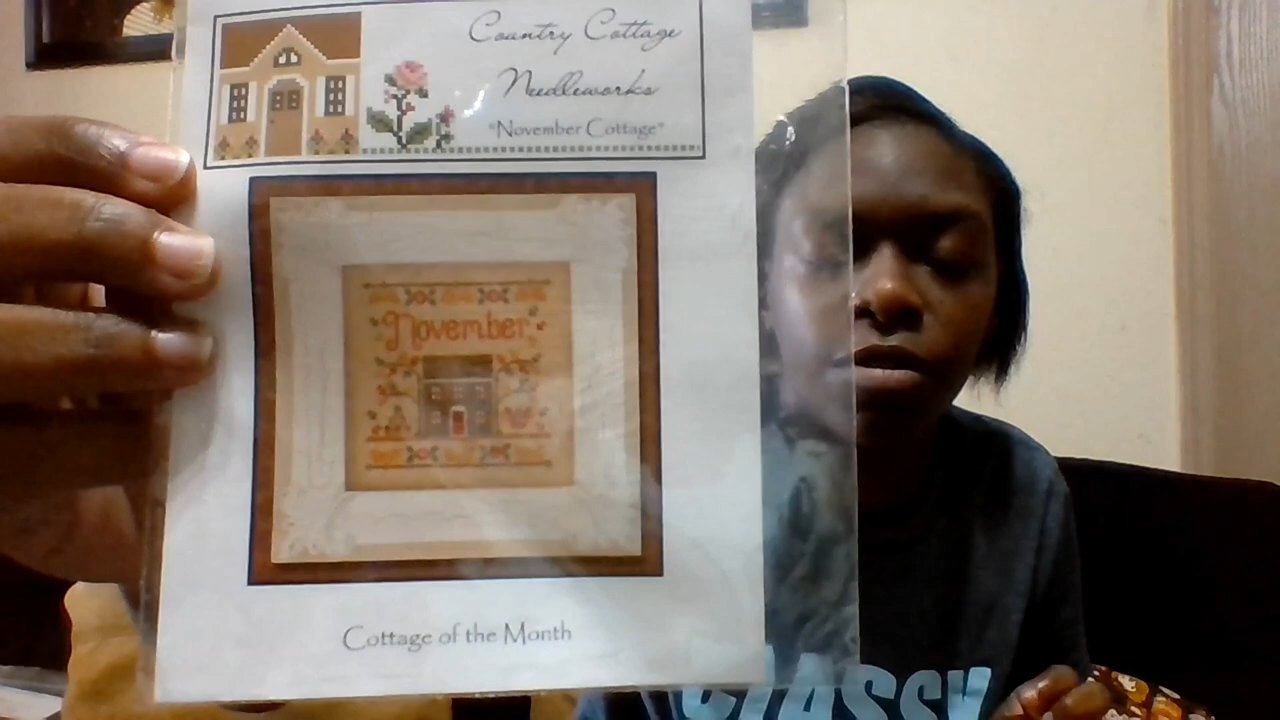 Country Cottage
Needleworks
"November Cottage"
November
Cottage of the Month
CLASSY